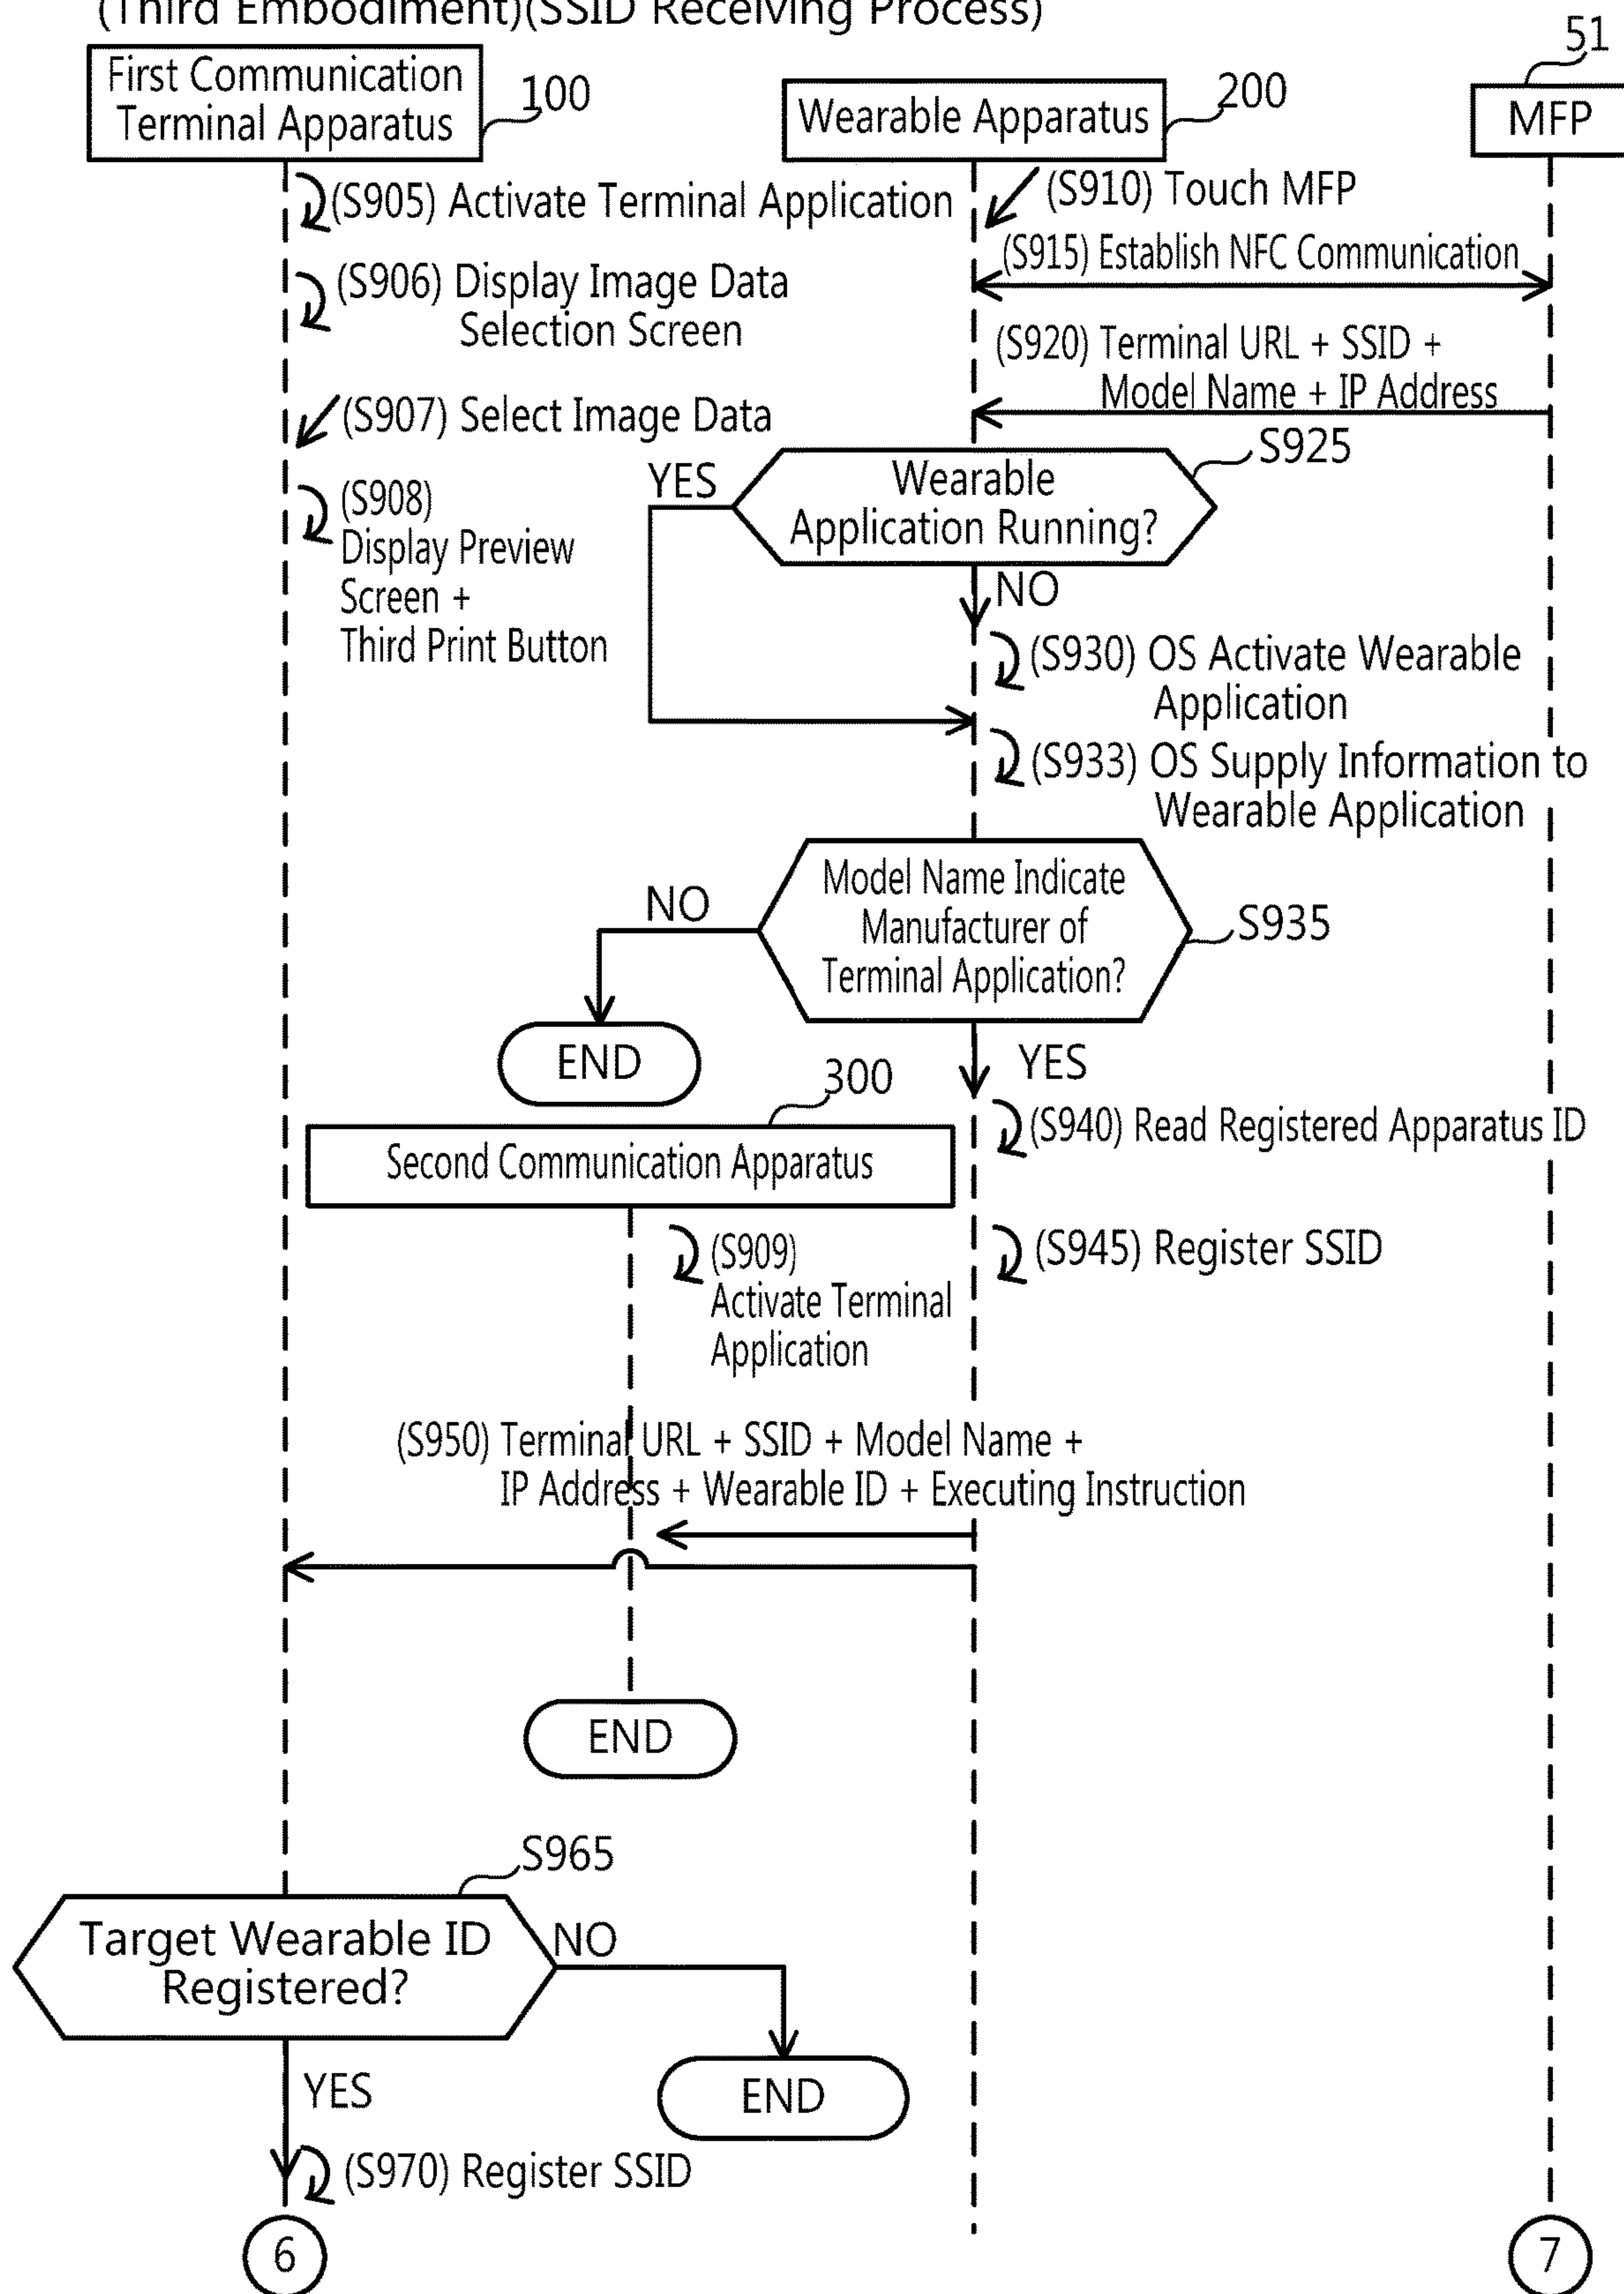 (Third Embodiment)(SSID Receiving Process)
First Communication
Terminal Apparatus
100
Wearable Apparatus
200
51
MFP
(S905) Activate Terminal Application
(S910) Touch MFP
(S915) Establish NFC Communication
(S906) Display Image Data
Selection Screen
(S920) Terminal URL + SSID +
Model Name + IP Address
(S907) Select Image Data
S925
YES
Wearable
Application Running?
(S908)
Display Preview
Screen +
Third Print Button
NO
(S930) OS Activate Wearable
Application
(S933) OS Supply Information to
Wearable Application
NO
Model Name Indicate
Manufacturer of
Terminal Application?
S935
END
YES
300
Second Communication Apparatus
(S940) Read Registered Apparatus ID
(S909)
Activate Terminal
Application
(S945) Register SSID
(S950) Terminal URL + SSID + Model Name +
IP Address + Wearable ID + Executing Instruction
END
S965
Target Wearable ID
Registered?
NO
YES
END
(S970) Register SSID
6
7